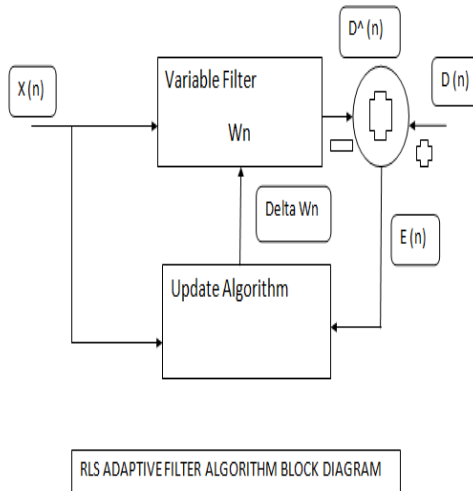 D^ (n)
X (n)
Variable Filter
D (n)
Wn
Delta Wn
E (n)
Update Algorithm
RLS ADAPTIVE FILTER ALGORITHM BLOCK DIAGRAM